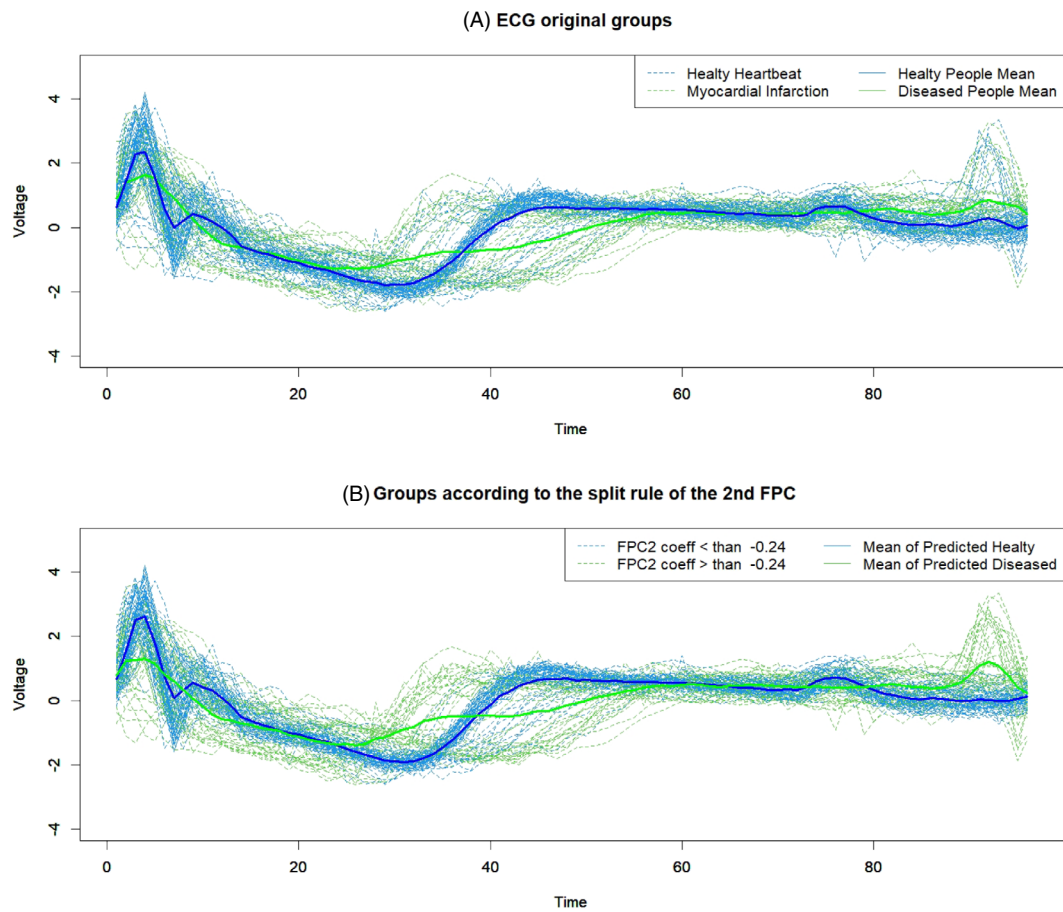 (A) ECG original groups
Healty Heartbeat
Myocardial Infarction
Healty People Mean
Diseased People Mean
Voltage
4
2
0
-2
-4
0 20 40 60 80
Time
(B) Groups according to the split rule of the 2nd FPC
FPC2 coeff < than -0.24
FPC2 coeff > than -0.24
Mean of Predicted Healty
Mean of Predicted Diseased
Voltage
4
2
0
-2
-4
0 20 40 60 80
Time